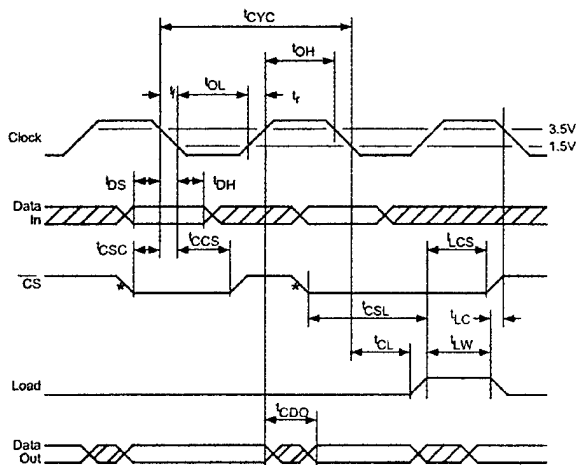 tCYC
tOH
tf
tOL
tr
Clock
3.5V
1.5V
tDS
tDH
Data
In
tCSC
tCCS
tLCS
CS
*
*
tCSL
tLC
tCL
tLW
Load
tCDO
Data
Out